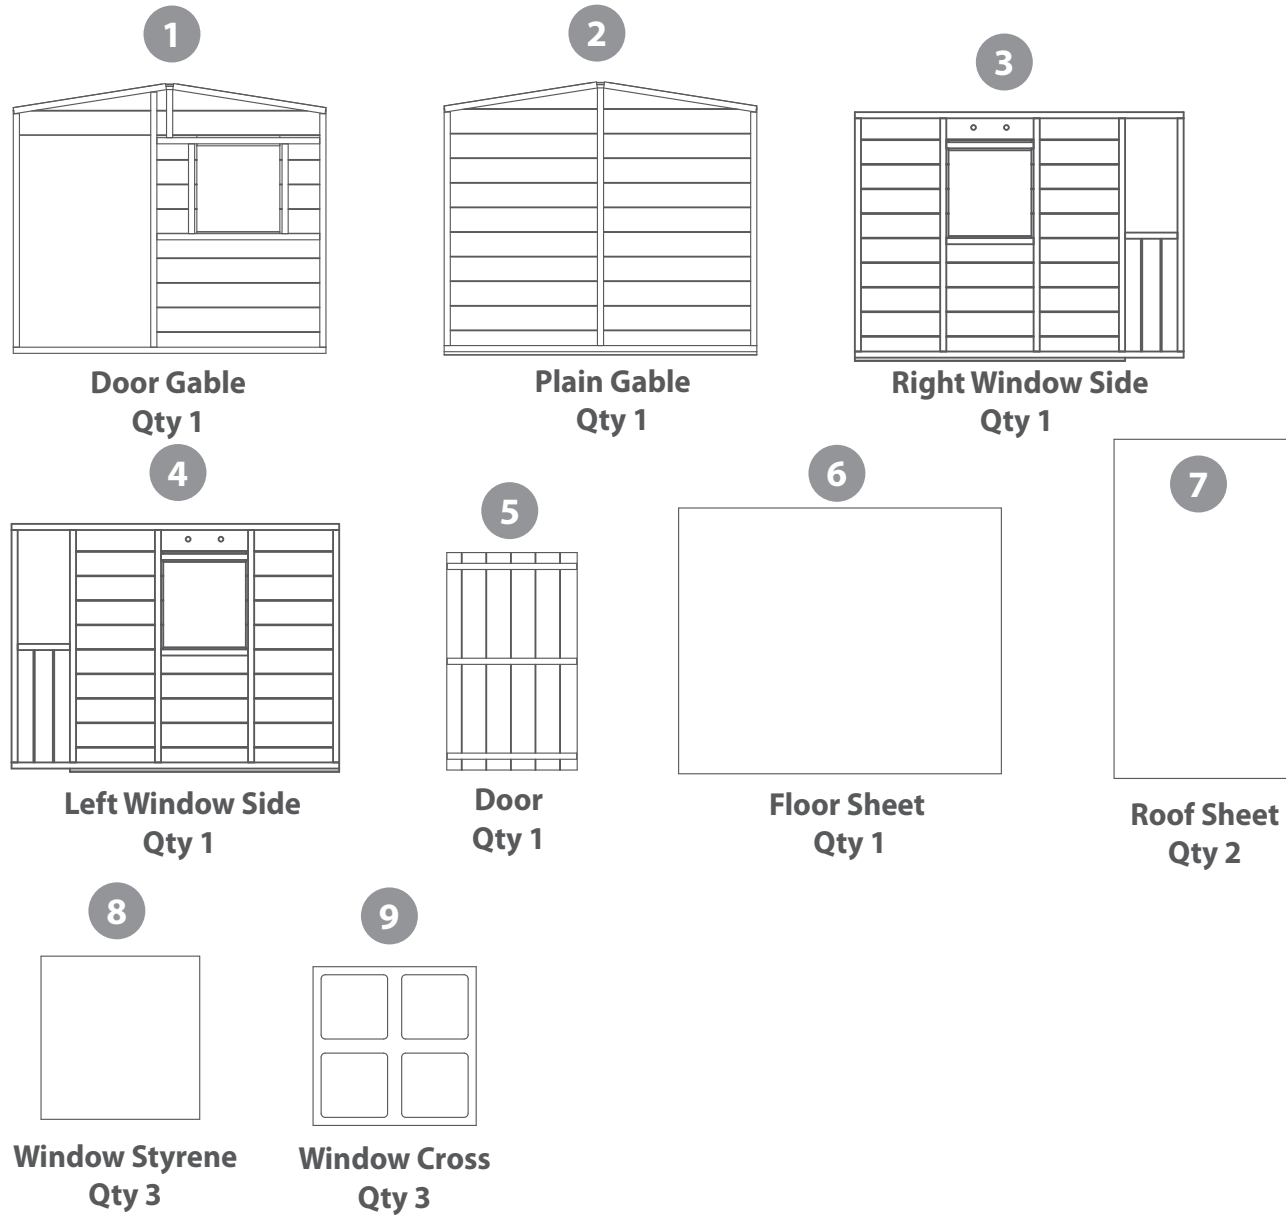 1
Door Gable
Qty 1
2
Plain Gable
Qty 1
3
Right Window Side
Qty 1
4
Left Window Side
Qty 1
5
Door
Qty 1
6
Floor Sheet
Qty 1
7
Roof Sheet
Qty 2
8
Window Styrene
Qty 3
9
Window Cross
Qty 3